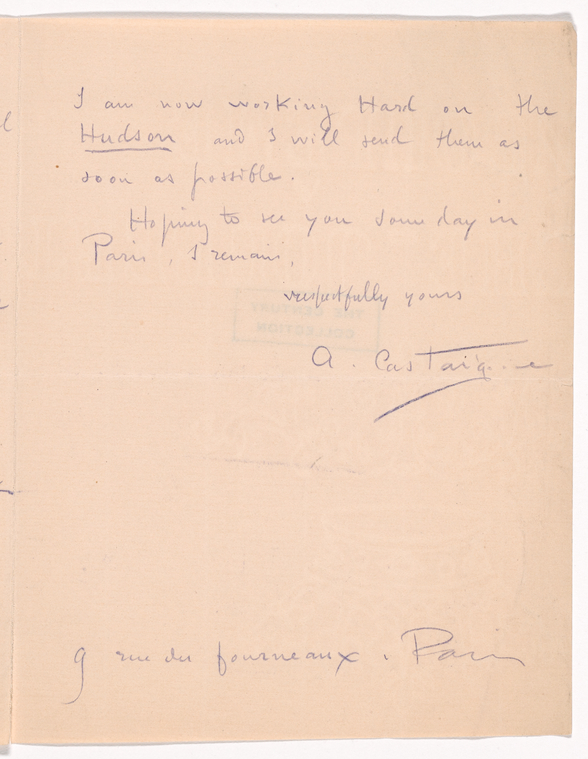 I am now working Hard on the
Hudson and I will send them as
soon as possible.
Hoping to see you some day in
Paris, I remain,
respectfully yours
A. Castaigne
9 rue du fourneaux. Paris